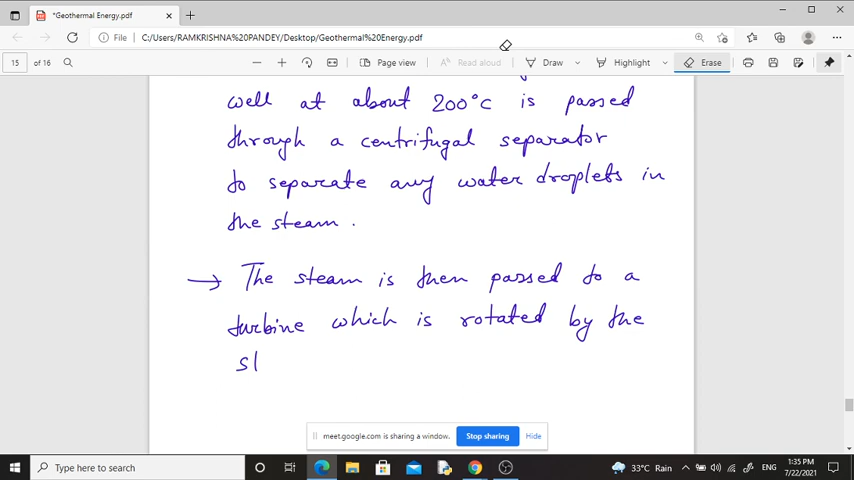 *Geothermal Energy.pdf
File C:/Users/RAMKRISHNA%20PANDEY/Desktop/Geothermal%20Energy.pdf
15 of 16 Page view Read aloud Draw Highlight Erase
well at about 200°C is passed
through a centrifugal separator
to separate any water droplets in
the steam.
→ The steam is then passed to a
turbine which is rotated by the
meet.google.com is sharing a window. Stop sharing Hide
Type here to search 33°C Rain ENG 1:35 PM
7/22/2021